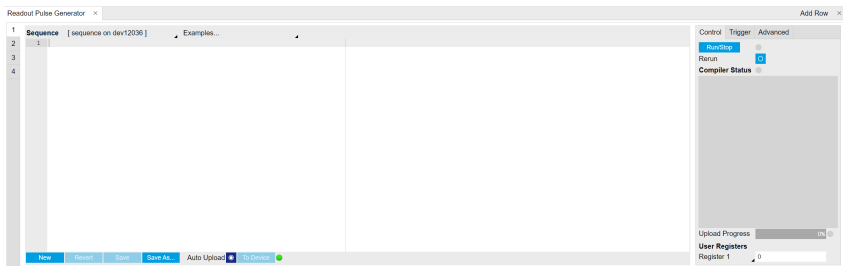 Readout Pulse Generator × Add Row ×
1 Sequence [ sequence on dev12036 ] Examples... Control Trigger Advanced
2 1 Run/Stop
3 Rerun
4 Compiler Status
Upload Progress 0%
User Registers
New Revert Save Save As... Auto Upload To Device Register 1 0